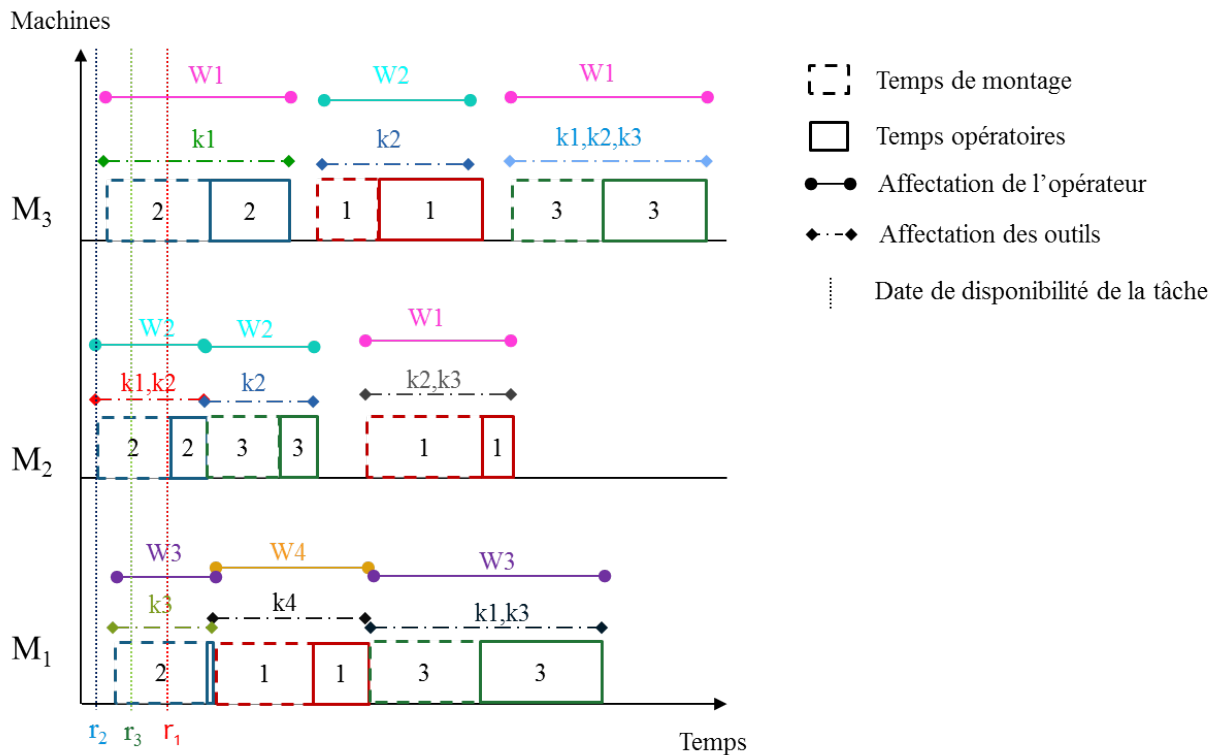 Machines
W1 W2 W1
k1 k2 k1,k2,k3
M3 2 2 1 1 3 3
W2 W2 W1
k1,k2 k2 k2,k3
M2 2 2 3 3 1 1
W3 W4 W3
k3 k4 k1,k3
M1 2 1 1 3 3
r2 r3 r1
Temps
Temps de montage
Temps opératoires
Affectation de l’opérateur
Affectation des outils
Date de disponibilité de la tâche